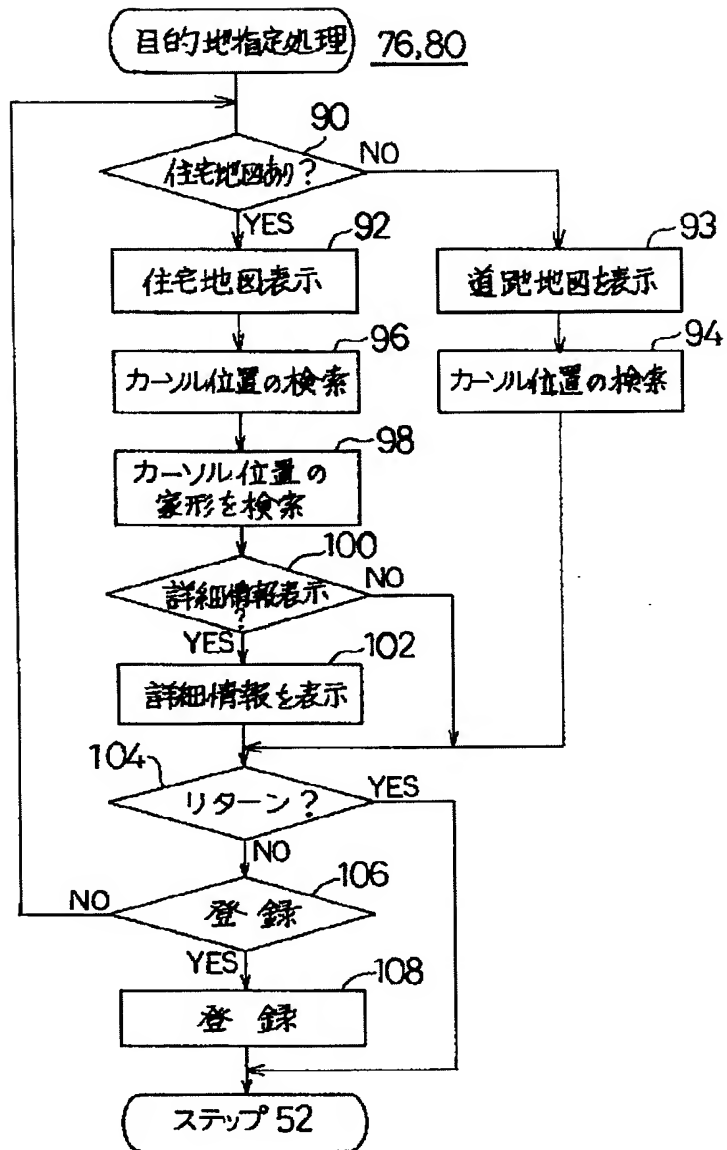 目的地指定処理
76,80
90
住宅地図あり?
NO
YES
92
住宅地図表示
93
道路地図を表示
96
カーソル位置の検索
94
カーソル位置の検索
98
カーソル位置の
家形を検索
100
詳細情報表示
?
NO
YES
102
詳細情報を表示
104
リターン?
YES
NO
106
登録
NO
YES
108
登録
ステップ52